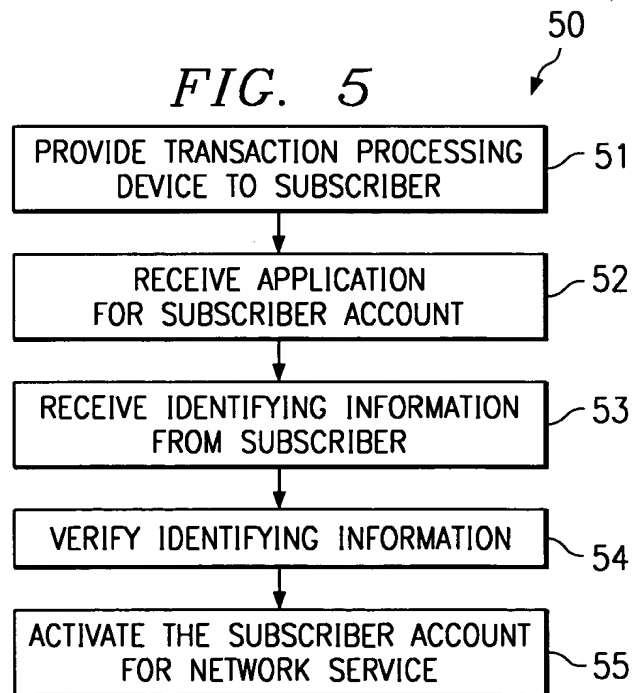 50
FIG. 5
PROVIDE TRANSACTION PROCESSING
DEVICE TO SUBSCRIBER
51
RECEIVE APPLICATION
FOR SUBSCRIBER ACCOUNT
52
RECEIVE IDENTIFYING INFORMATION
FROM SUBSCRIBER
53
VERIFY IDENTIFYING INFORMATION
54
ACTIVATE THE SUBSCRIBER ACCOUNT
FOR NETWORK SERVICE
55